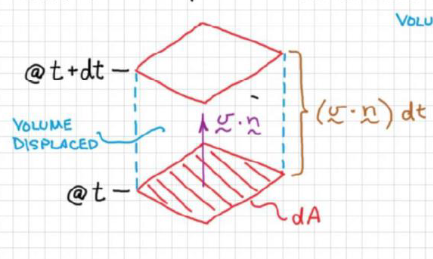 VOLU
@t+dt
(v · n) dt
v · n
VOLUME
DISPLACED
@t
dA